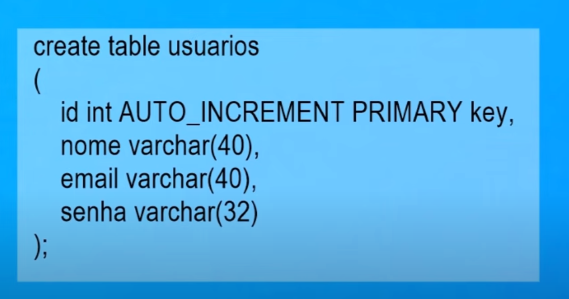 create table usuarios
(
id int AUTO_INCREMENT PRIMARY key,
nome varchar(40),
email varchar(40),
senha varchar(32)
);